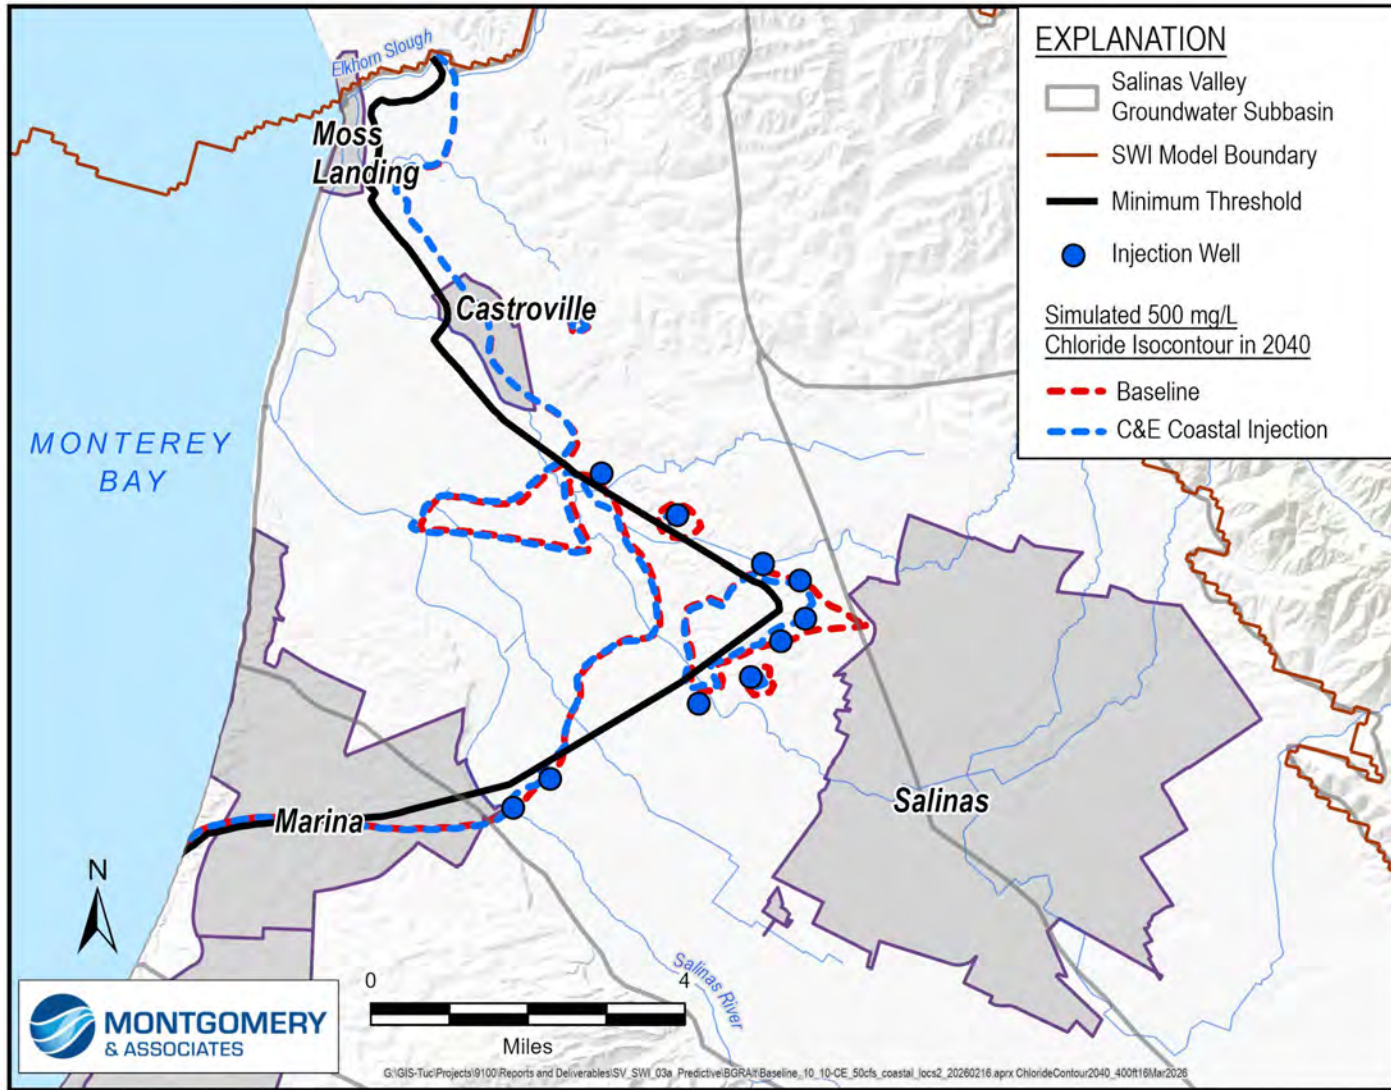 EXPLANATION
Salinas Valley
Groundwater Subbasin
SWI Model Boundary
Minimum Threshold
Injection Well
Simulated 500 mg/L
Chloride Isocontour in 2040
Baseline
C&E Coastal Injection
Elkhorn Slough
Moss
Landing
Castroville
MONTEREY
BAY
Marina
Salinas
Salinas River
N
0 4
Miles
MONTGOMERY
& ASSOCIATES